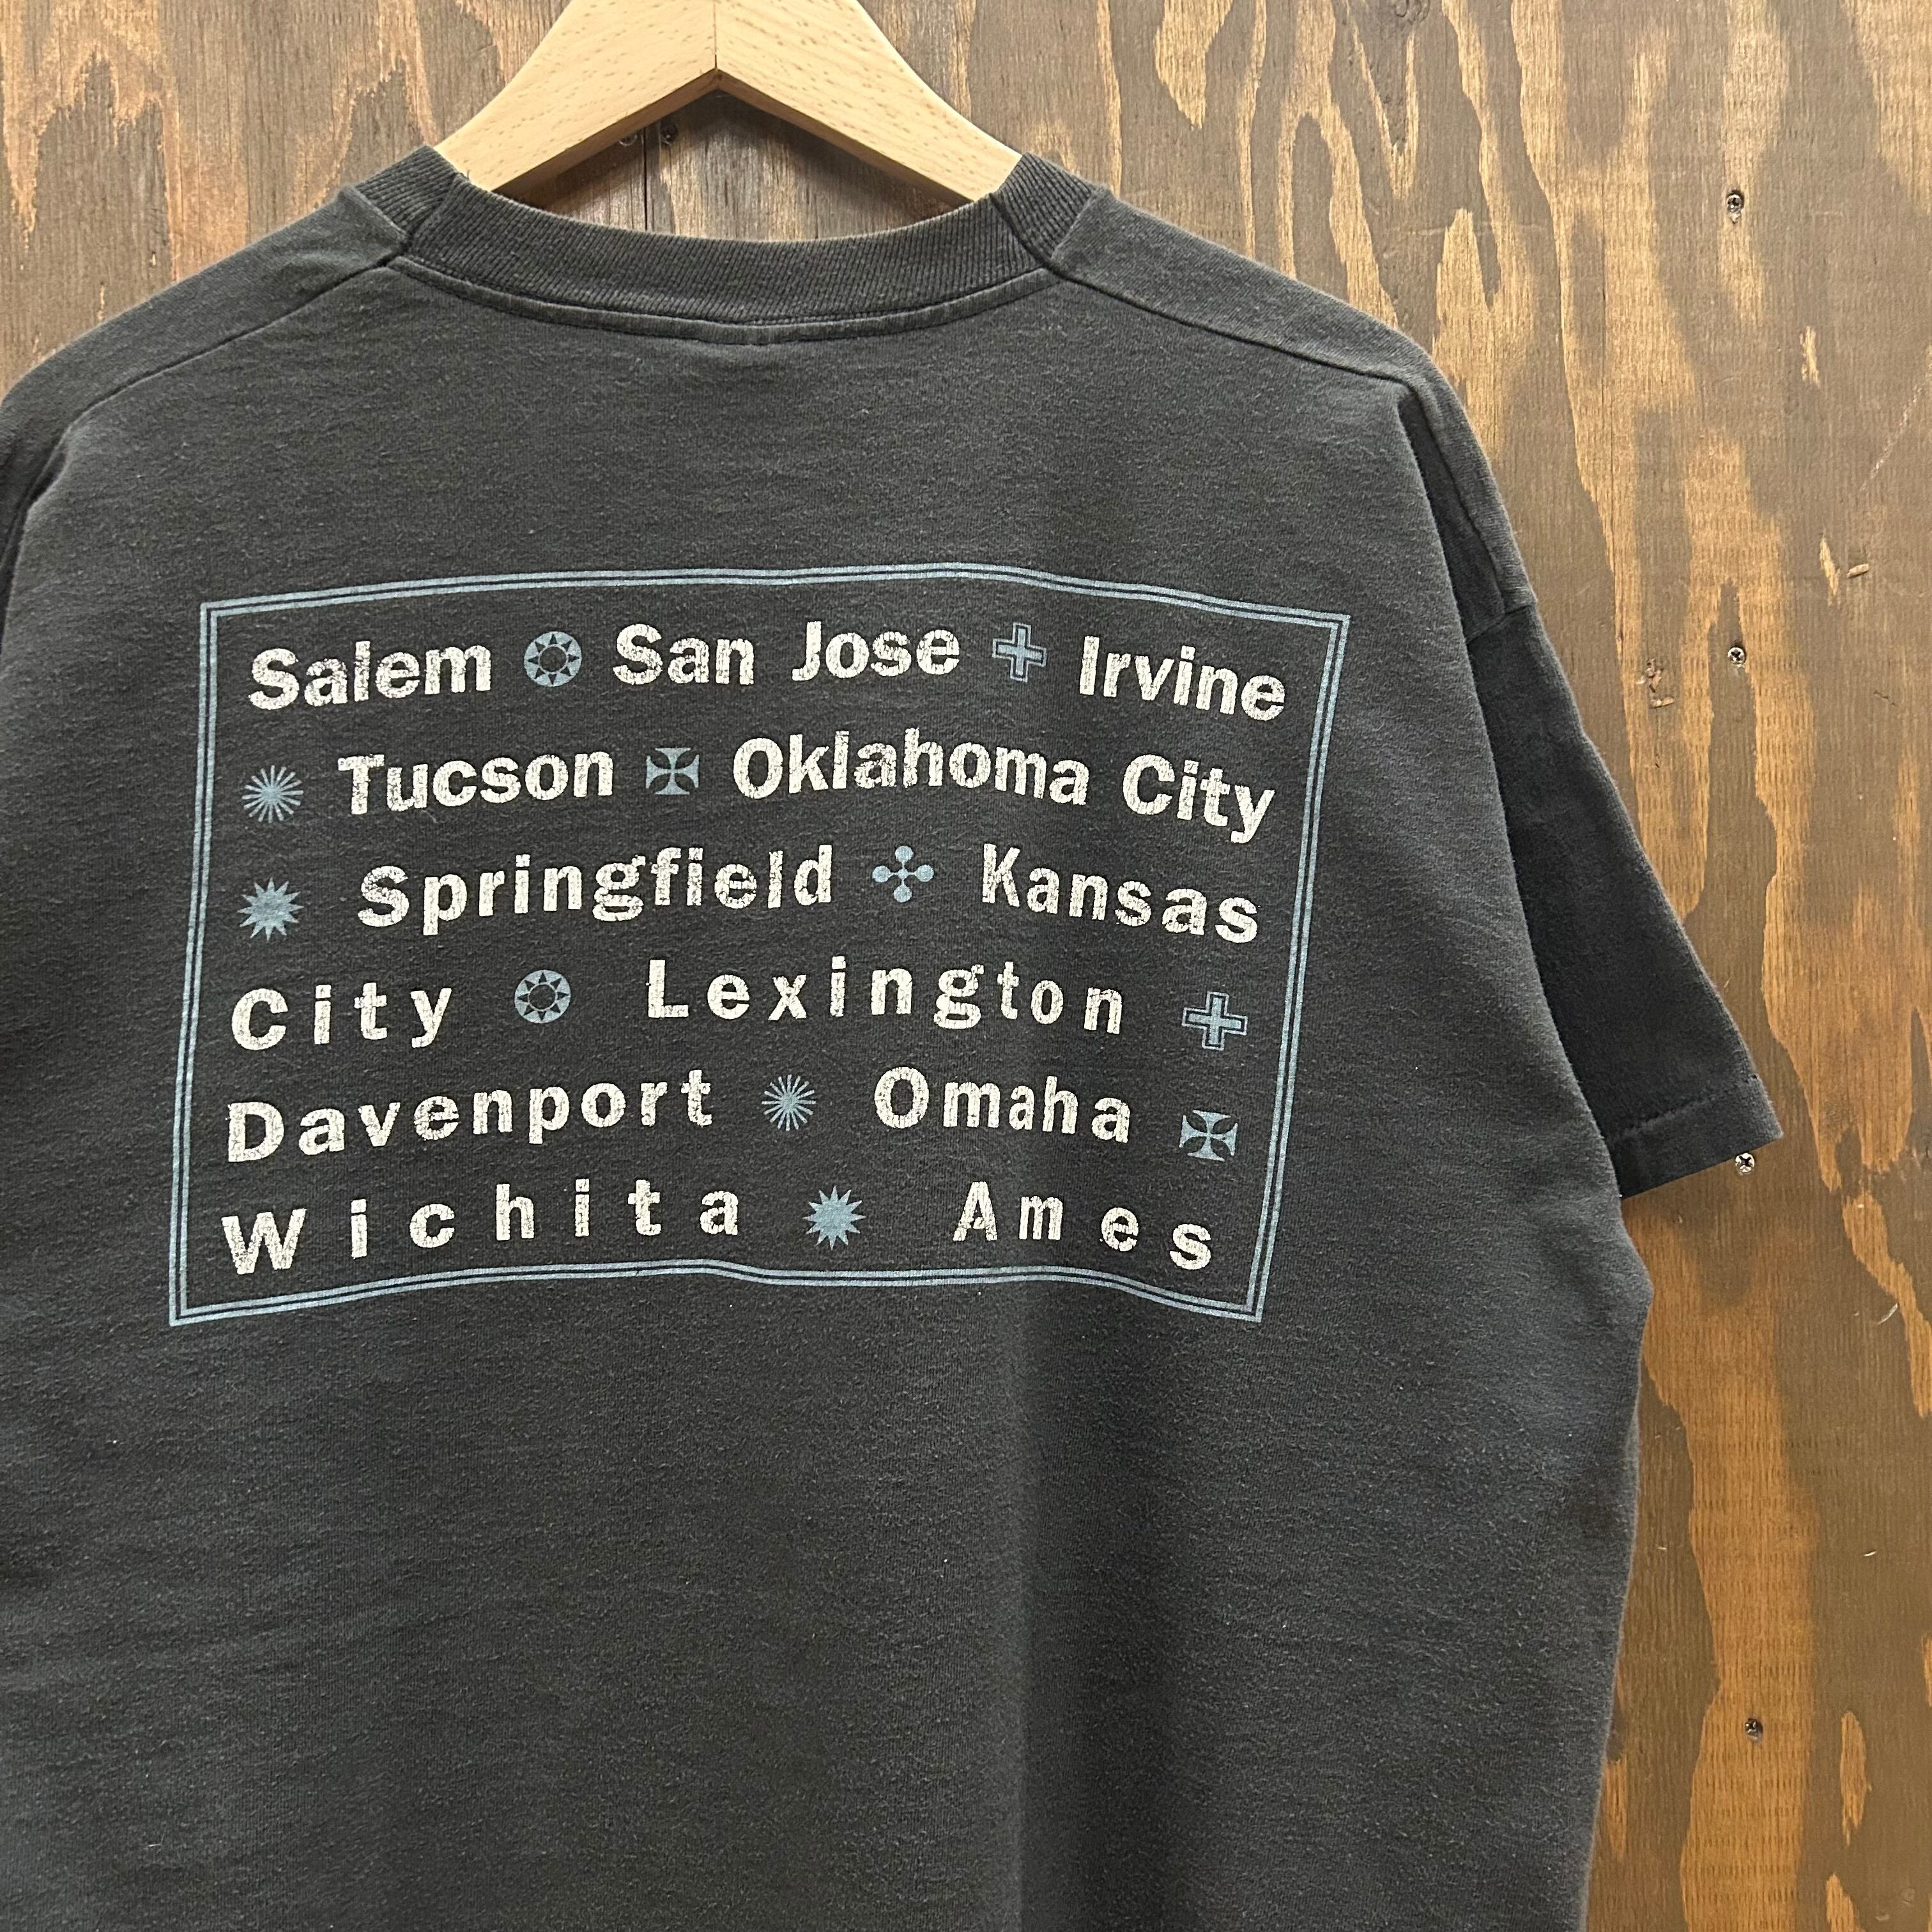 Salem San Jose Irvine
Tucson Oklahoma City
Springfield Kansas
City Lexington
Davenport Omaha
Wichita Ames